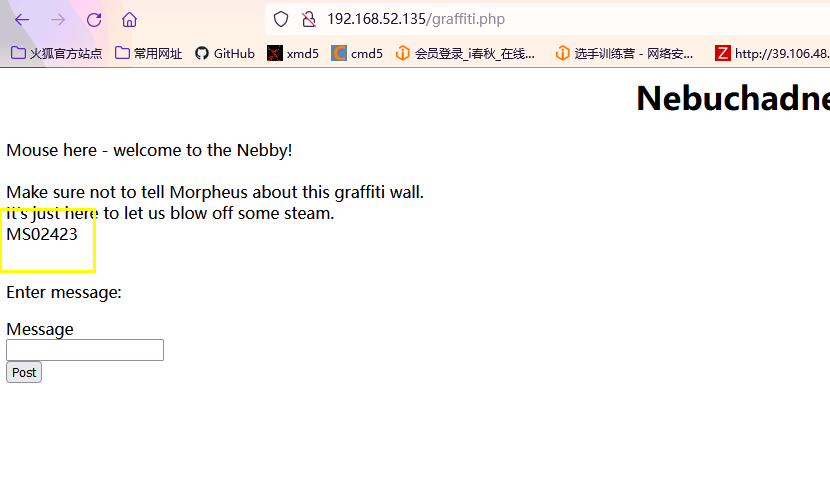 192.168.52.135/graffiti.php
火狐官方站点 常用网址 GitHub xmd5 cmd5 会员登录_i春秋_在线... 选手训练营 - 网络安... http://39.106.48.
Nebuchadne
Mouse here - welcome to the Nebby!
Make sure not to tell Morpheus about this graffiti wall.
It's just here to let us blow off some steam.
MS02423
Enter message:
Message
Post